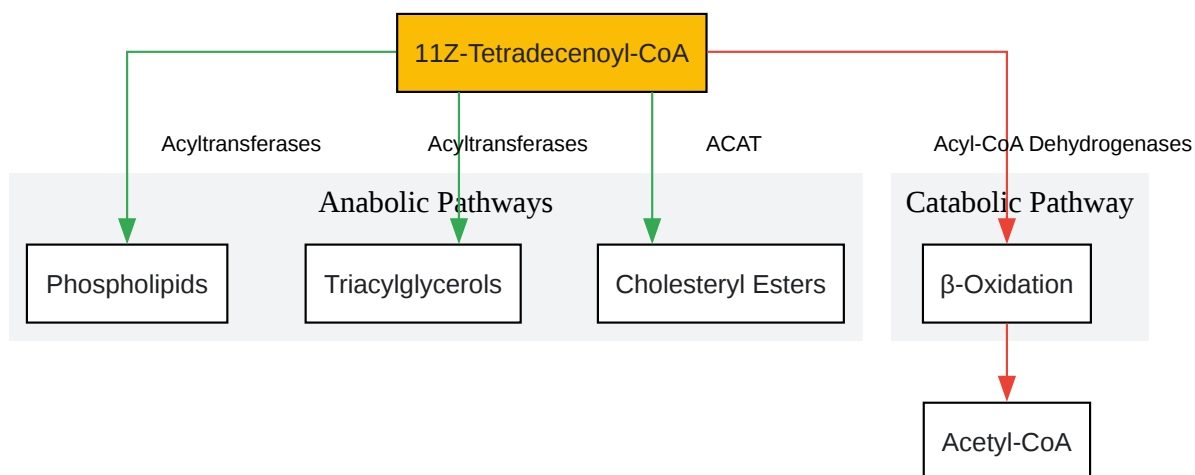 11Z-Tetradecenoyl-CoA
Acyltransferases
Acyltransferases
ACAT
Acyl-CoA Dehydrogenases
Anabolic Pathways
Catabolic Pathway
Phospholipids
Triacylglycerols
Cholesteryl Esters
β-Oxidation
Acetyl-CoA